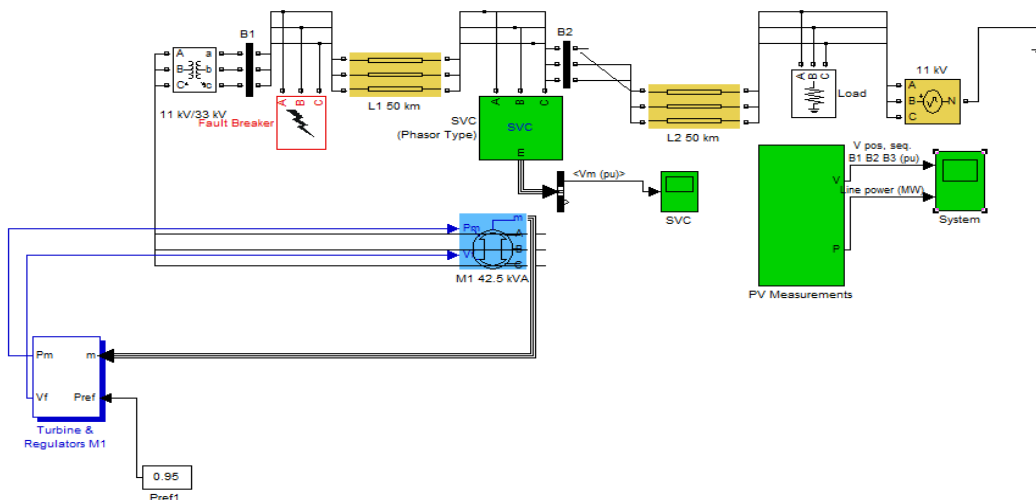 B1
A a
B b
C c
11 kV/33 kV
A B C
Fault Breaker
L1 50 km
A B C
SVC
E
SVC
(Phasor Type)
B2
<Vm (pu)>
SVC
L2 50 km
A B C
Load
11 kV
A
B N
C
V pos, seq.
B1 B2 B3 (pu)
V
Line power (MW)
P
System
PV Measurements
Pm
Vf
m
A
B
C
M1 42.5 kVA
Pm m
Vf Pref
Turbine &
Regulators M1
0.95
Pref1